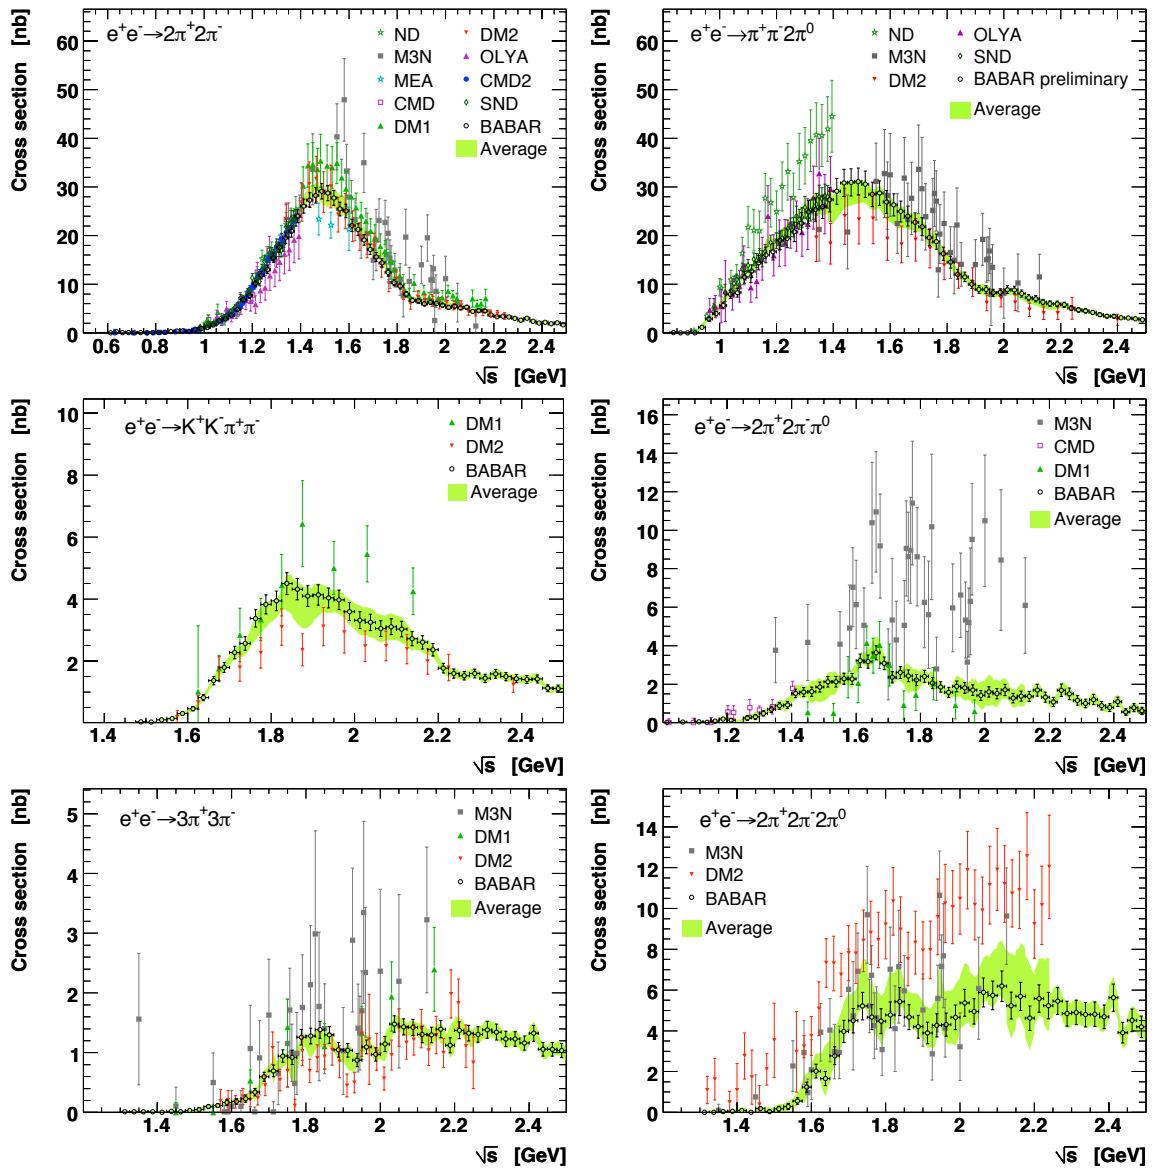 Cross section [nb]
e⁺e⁻→2π⁺2π⁻
ND
M3N
MEA
CMD
DM1
DM2
OLYA
CMD2
SND
BABAR
Average
60
50
40
30
20
10
0
0.6 0.8 1 1.2 1.4 1.6 1.8 2 2.2 2.4
√s [GeV]
Cross section [nb]
e⁺e⁻→π⁺π⁻2π⁰
ND
M3N
DM2
OLYA
SND
BABAR preliminary
Average
60
50
40
30
20
10
0
1 1.2 1.4 1.6 1.8 2 2.2 2.4
√s [GeV]
Cross section [nb]
e⁺e⁻→K⁺K⁻π⁺π⁻
DM1
DM2
BABAR
Average
10
8
6
4
2
1.4 1.6 1.8 2 2.2 2.4
√s [GeV]
Cross section [nb]
e⁺e⁻→2π⁺2π⁻π⁰
M3N
CMD
DM1
BABAR
Average
16
14
12
10
8
6
4
2
0
1.2 1.4 1.6 1.8 2 2.2 2.4
√s [GeV]
Cross section [nb]
e⁺e⁻→3π⁺3π⁻
M3N
DM1
DM2
BABAR
Average
5
4
3
2
1
0
1.4 1.6 1.8 2 2.2 2.4
√s [GeV]
Cross section [nb]
e⁺e⁻→2π⁺2π⁻2π⁰
M3N
DM2
BABAR
Average
14
12
10
8
6
4
2
0
1.4 1.6 1.8 2 2.2 2.4
√s [GeV]